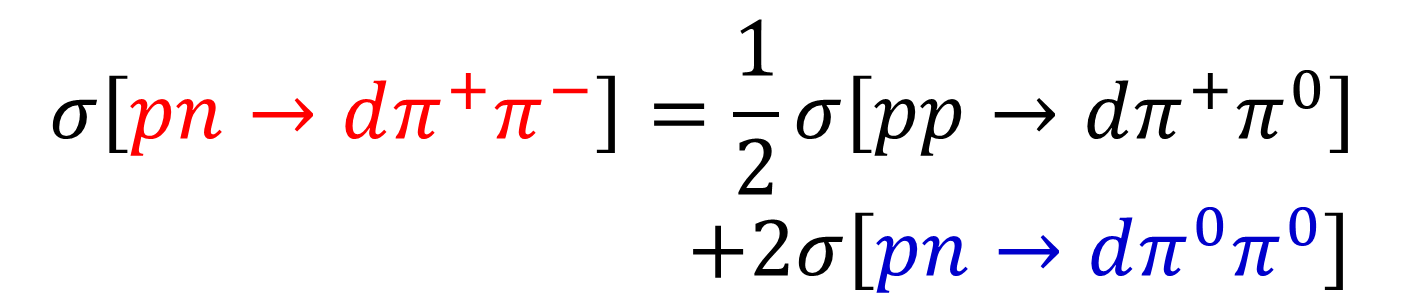 σ[pn → dπ⁺π⁻] = 1/2 σ[pp → dπ⁺π⁰]
+2σ[pn → dπ⁰π⁰]